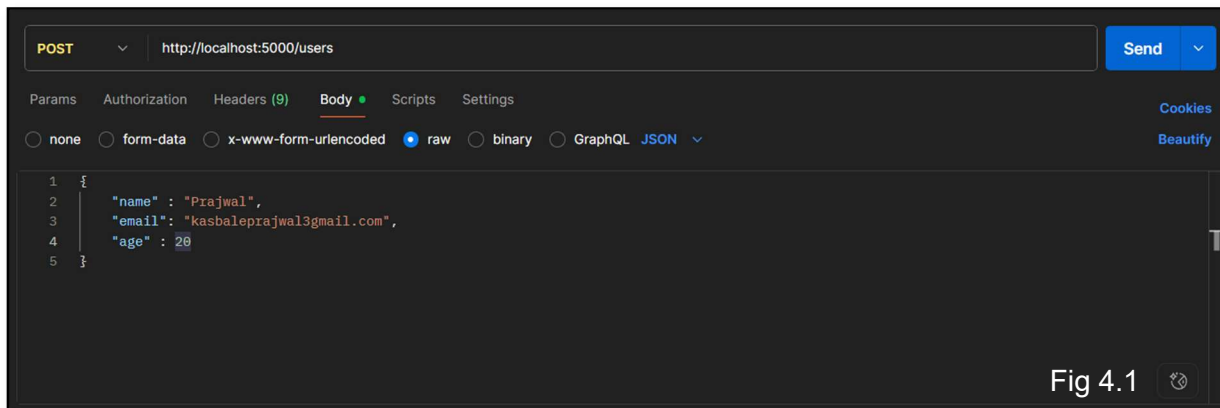 POST http://localhost:5000/users Send
Params Authorization Headers (9) Body Scripts Settings Cookies
none form-data x-www-form-urlencoded raw binary GraphQL JSON Beautify
1 {
2 "name" : "Prajwal",
3 "email": "kasbaleprajwal3gmail.com",
4 "age" : 20
5 }
Fig 4.1